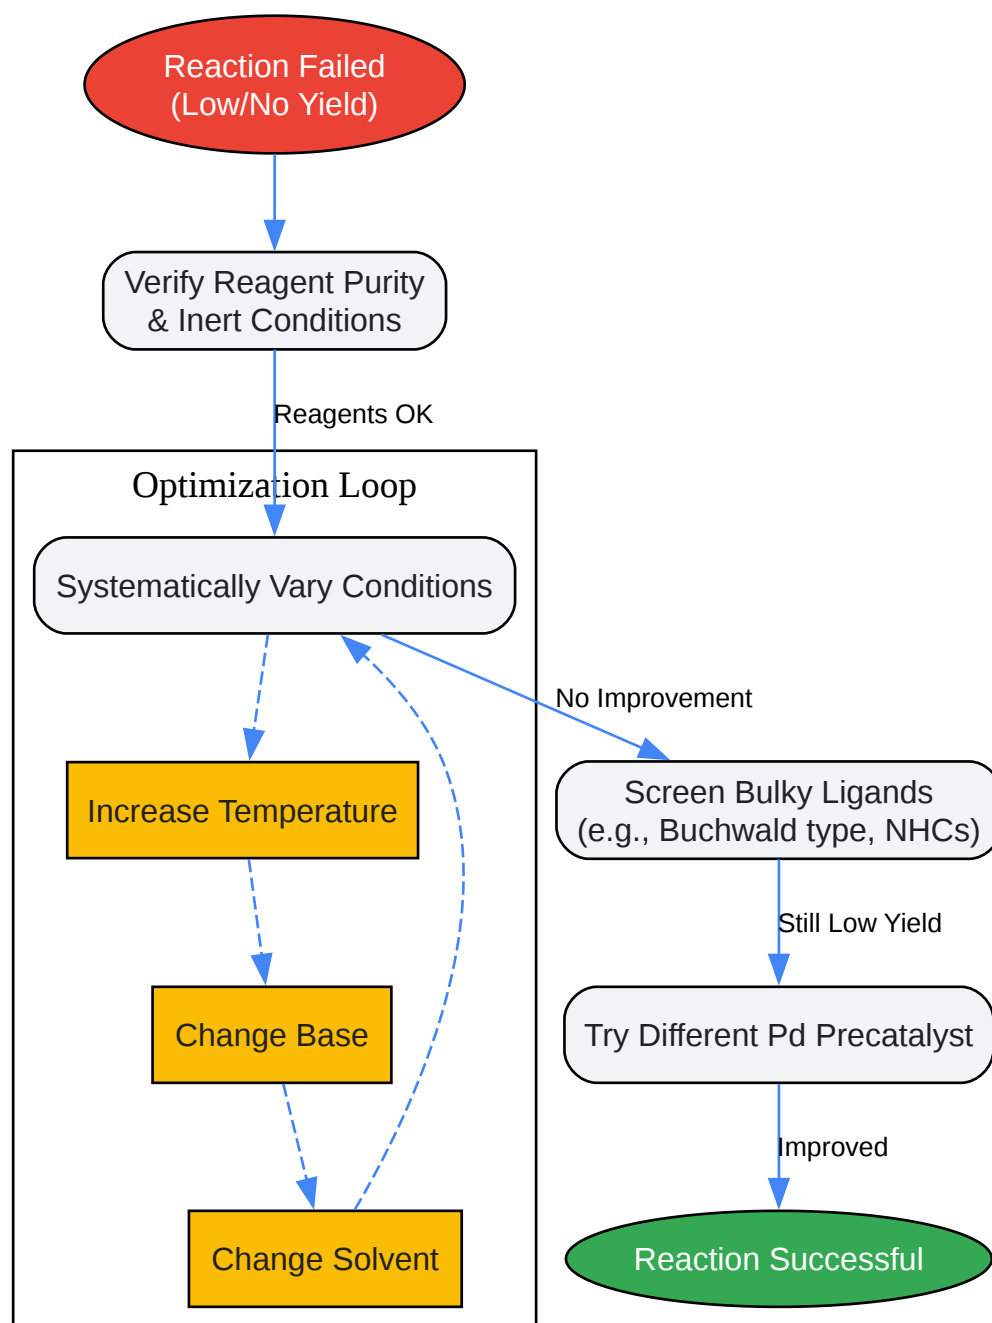 Reaction Failed
(Low/No Yield)
Verify Reagent Purity
& Inert Conditions
Reagents OK
Optimization Loop
Systematically Vary Conditions
No Improvement
Increase Temperature
Screen Bulky Ligands
(e.g., Buchwald type, NHCs)
Still Low Yield
Change Base
Try Different Pd Precatalyst
Improved
Change Solvent
Reaction Successful